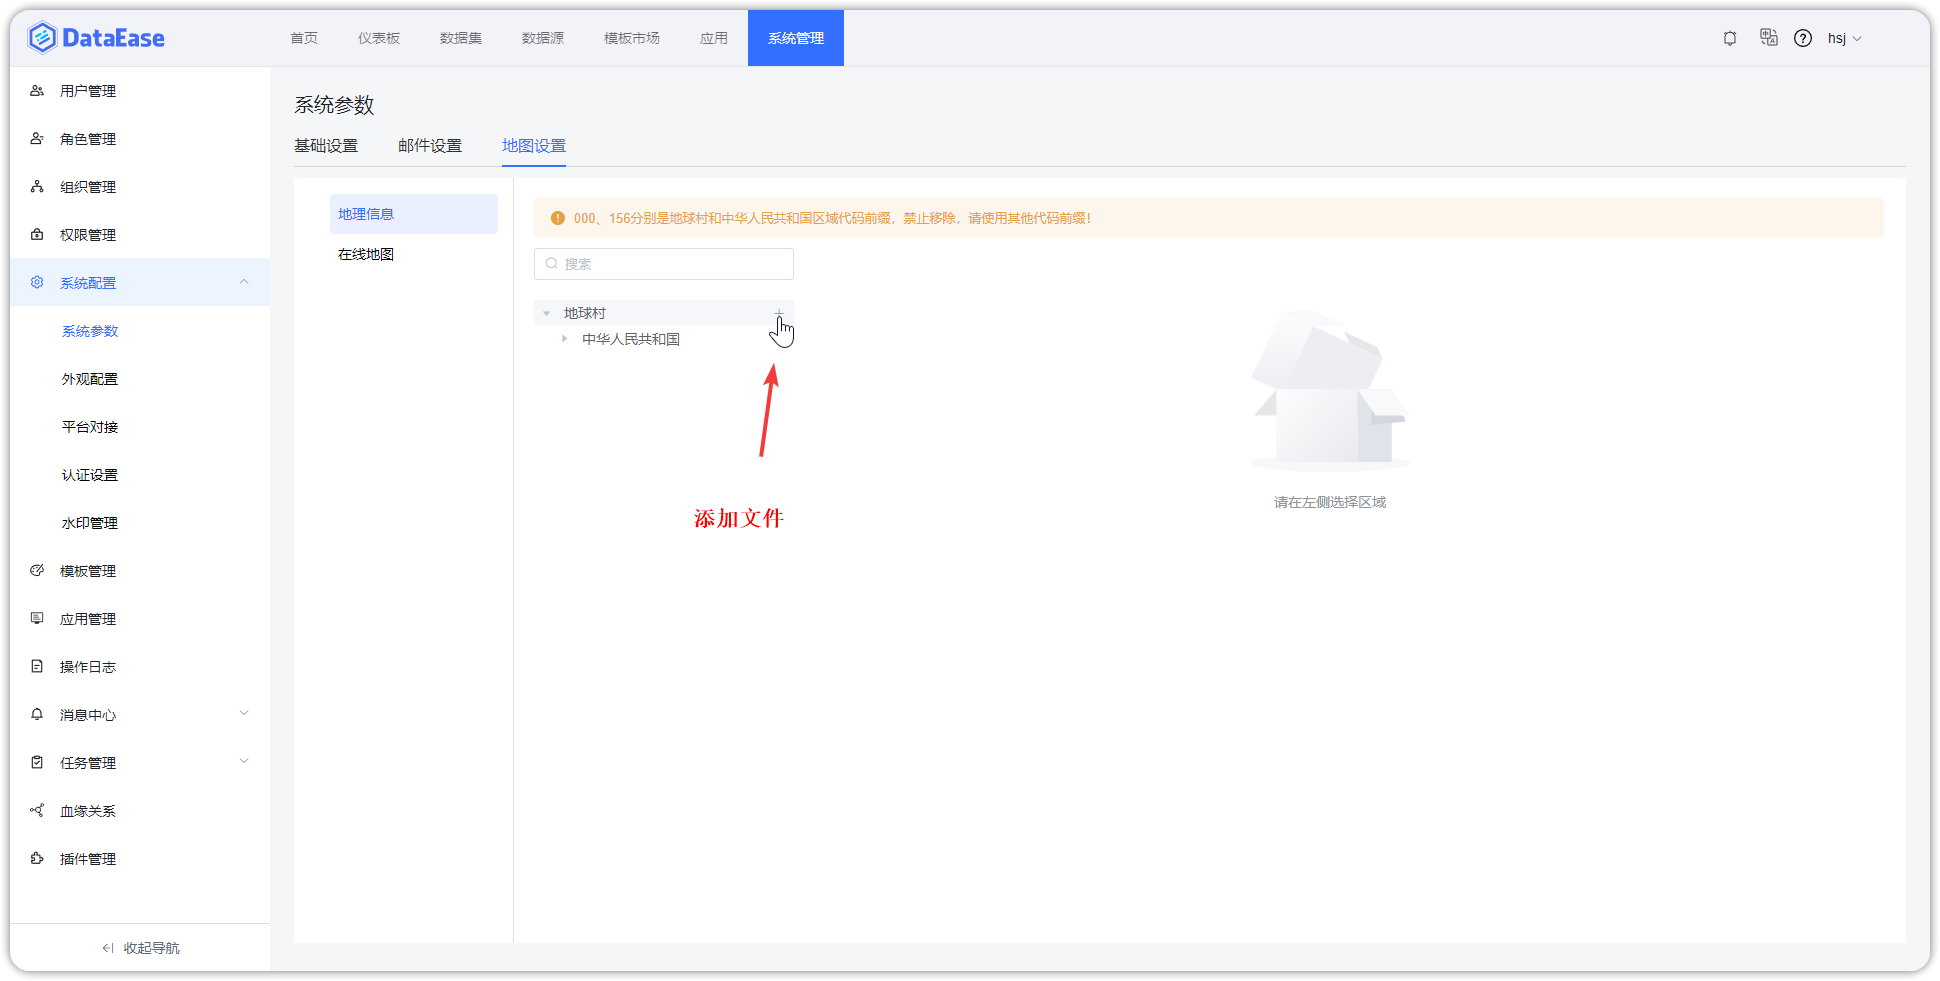 DataEase
首页 仪表板 数据集 数据源 模板市场 应用 系统管理 hsj
用户管理
角色管理
组织管理
权限管理
系统配置
系统参数
外观配置
平台对接
认证设置
水印管理
模板管理
应用管理
操作日志
消息中心
任务管理
血缘关系
插件管理
收起导航
系统参数
基础设置 邮件设置 地图设置
地理信息
在线地图
000、156分别是地球村和中华人民共和国区域代码前缀，禁止移除，请使用其他代码前缀！
搜索
地球村
中华人民共和国
添加文件
请在左侧选择区域